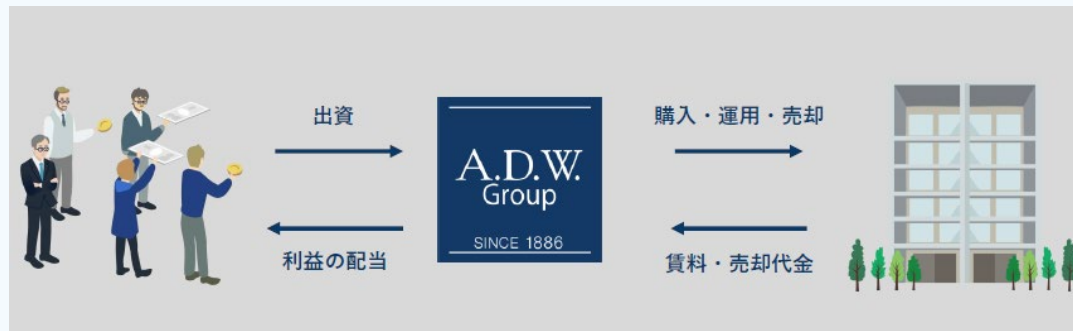 出資
利益の配当
A.D.W.
Group
SINCE 1886
購入・運用・売却
賃料・売却代金